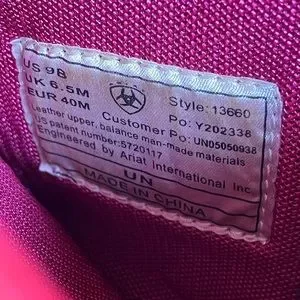 US 9B
UK 6.5M
EUR 40M
Style: 13660
PO: Y202338
Customer Po: UN05050938
Leather upper, balance man-made materials
US patent number: 5720117
Engineered by Ariat International Inc.
UN
MADE IN CHINA